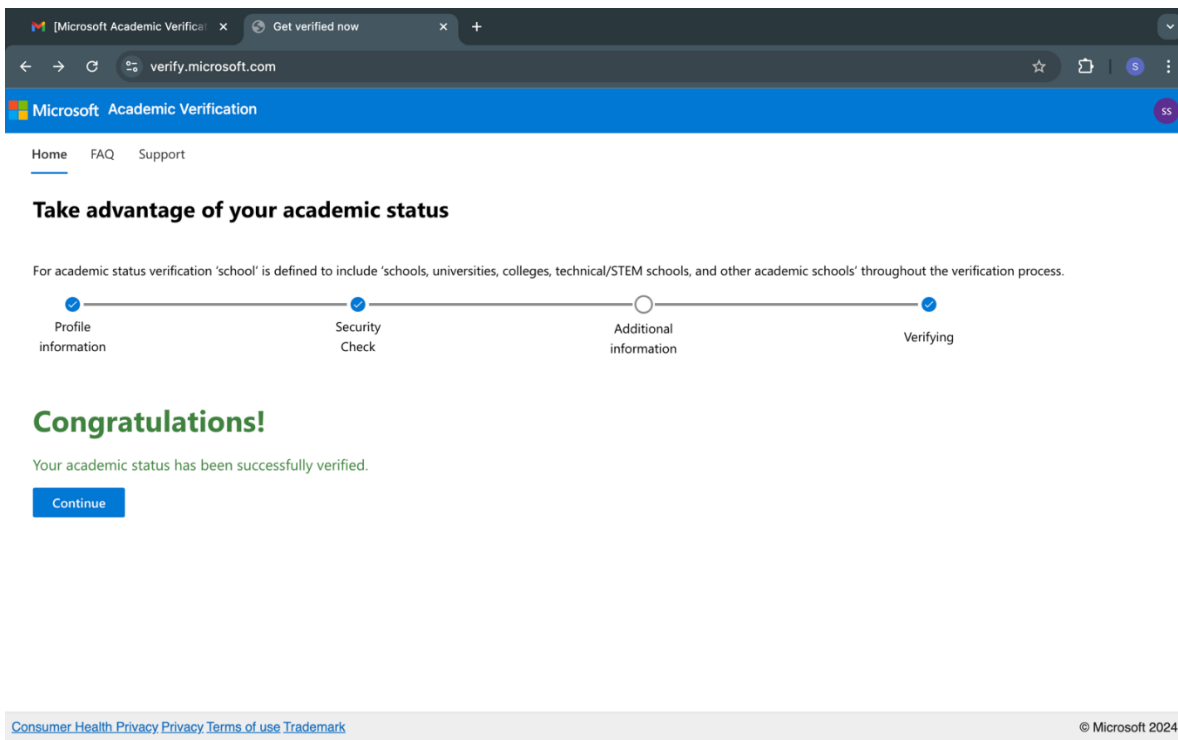 [Microsoft Academic Verifica
Get verified now
verify.microsoft.com
S
Microsoft Academic Verification
SS
Home FAQ Support
Take advantage of your academic status
For academic status verification ‘school’ is defined to include ‘schools, universities, colleges, technical/STEM schools, and other academic schools’ throughout the verification process.
Profile
information
Security
Check
Additional
information
Verifying
Congratulations!
Your academic status has been successfully verified.
Continue
Consumer Health Privacy Privacy Terms of use Trademark
© Microsoft 2024